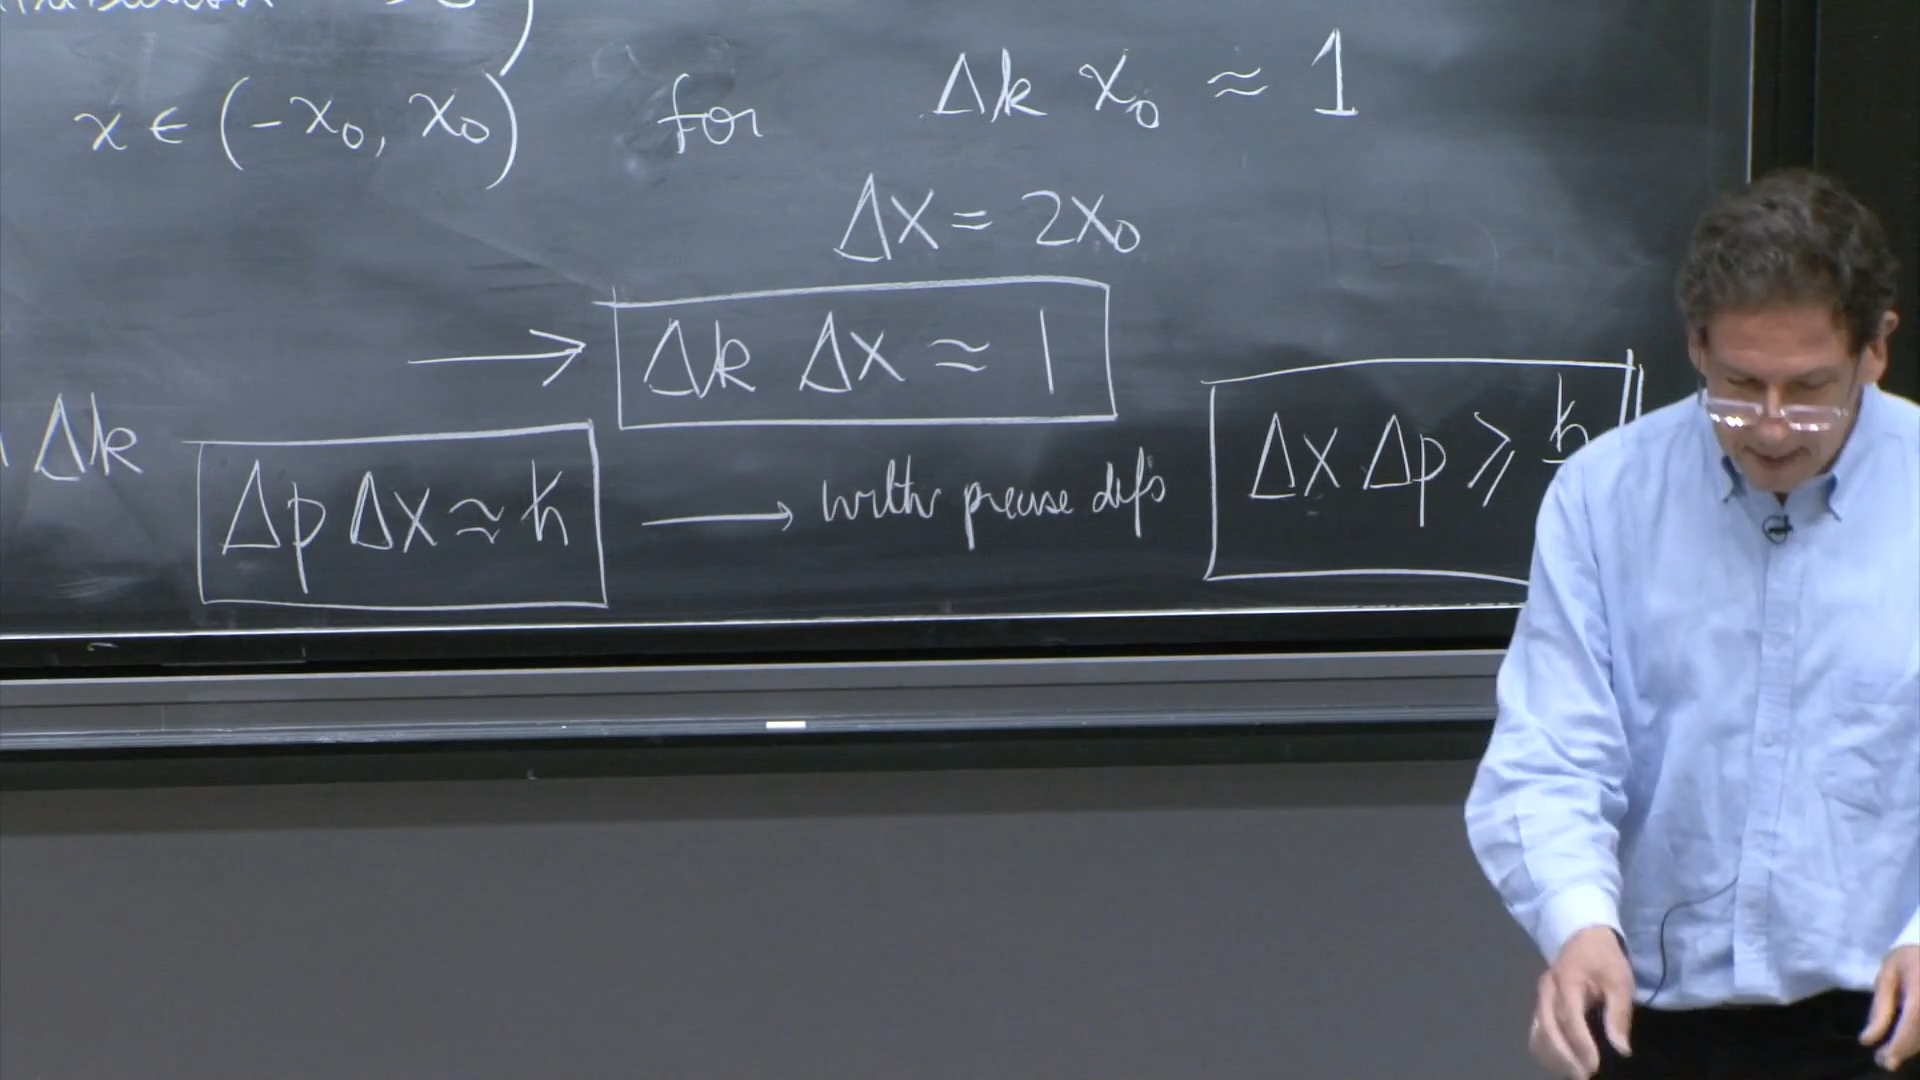 x ∈ (-x₀, x₀) for Δk x₀ ≈ 1
Δx = 2x₀
→ Δk Δx ≈ 1
Δk
Δp Δx ≈ ħ → with precise defs Δx Δp ≥ ħ